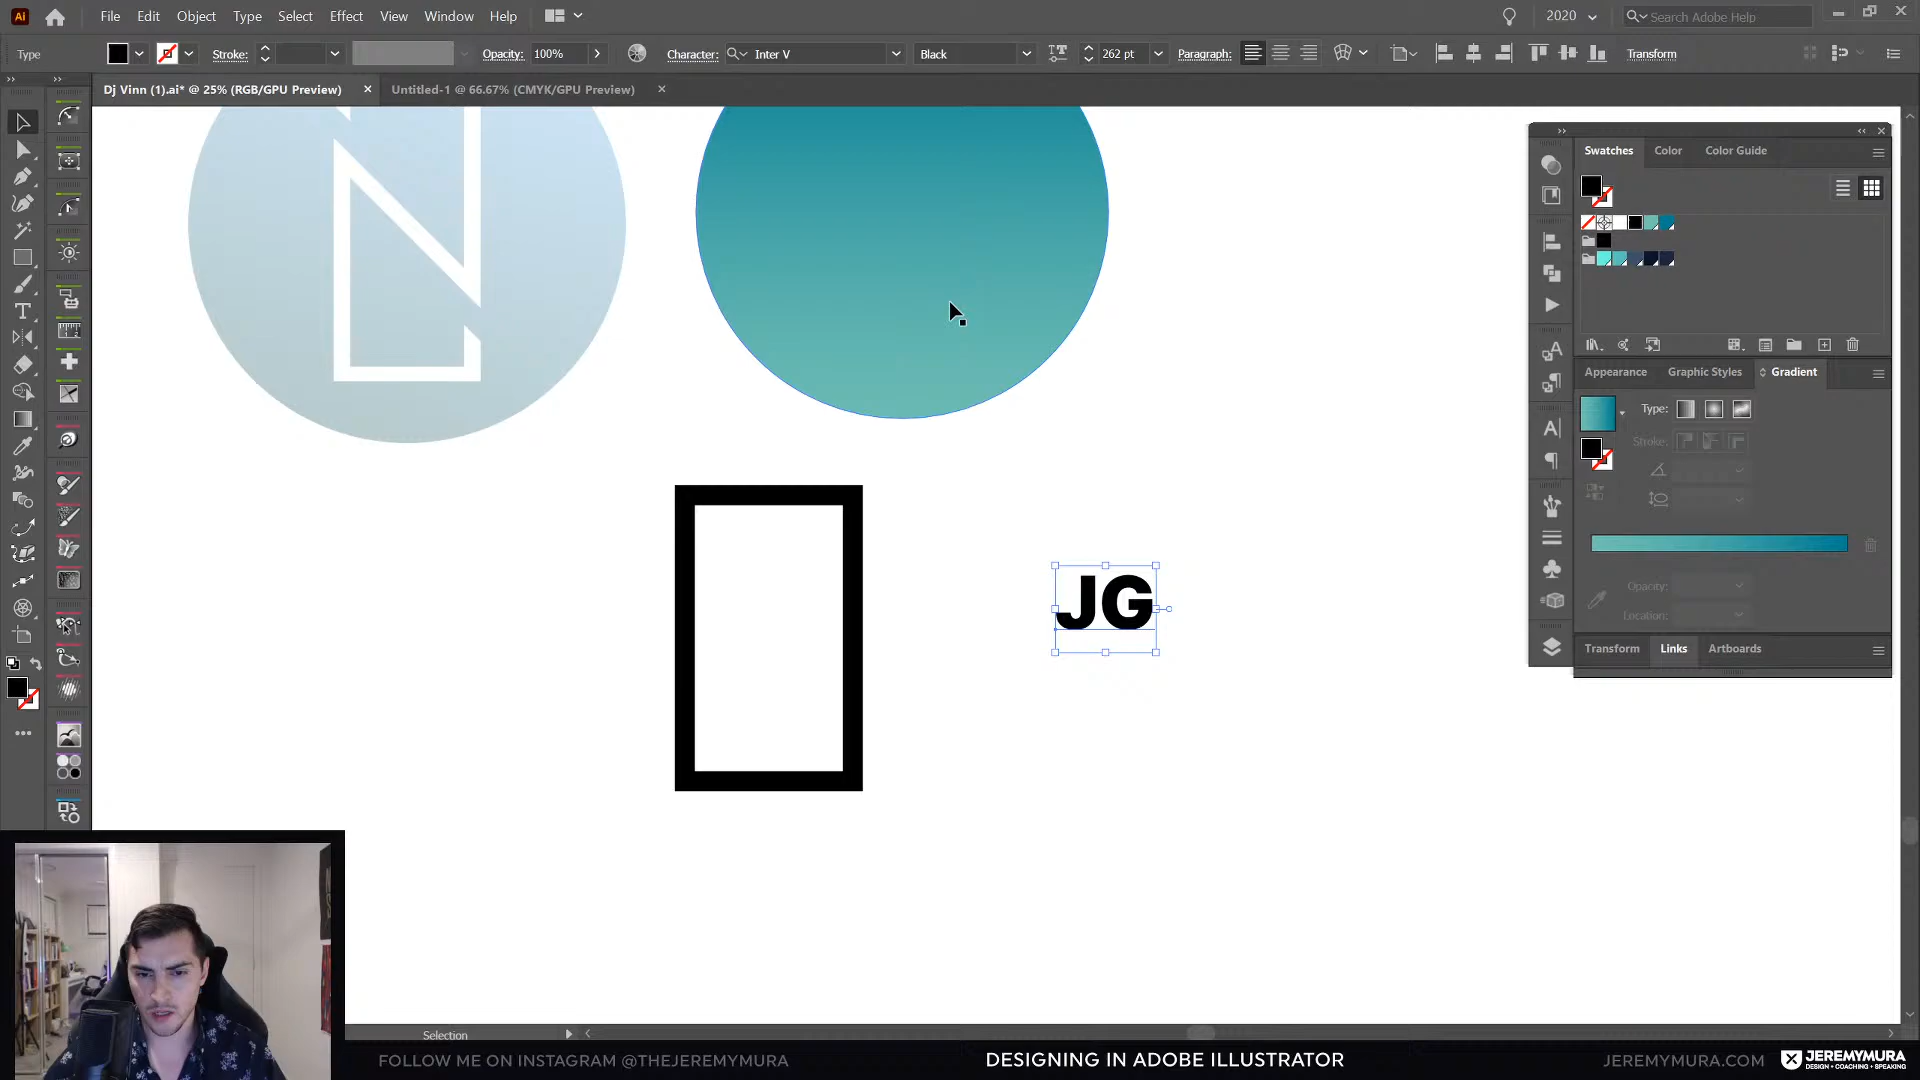 Ai File Edit Object Type Select Effect View Window Help 2020 Search Adobe Help
Type Stroke: Opacity: 100% Character: Inter V Black 262 pt Paragraph: Transform
Dj Vinn (1).ai* @ 25% (RGB/GPU Preview) × Untitled-1 @ 66.67% (CMYK/GPU Preview) ×
Swatches Color Color Guide
Appearance Graphic Styles Gradient
Type:
Stroke:
Opacity:
Location:
Transform Links Artboards
JG
Selection
FOLLOW ME ON INSTAGRAM @THEJEREMYMURA DESIGNING IN ADOBE ILLUSTRATOR JEREMYMURA.COM JEREMYMURA
DESIGN • COACHING • SPEAKING